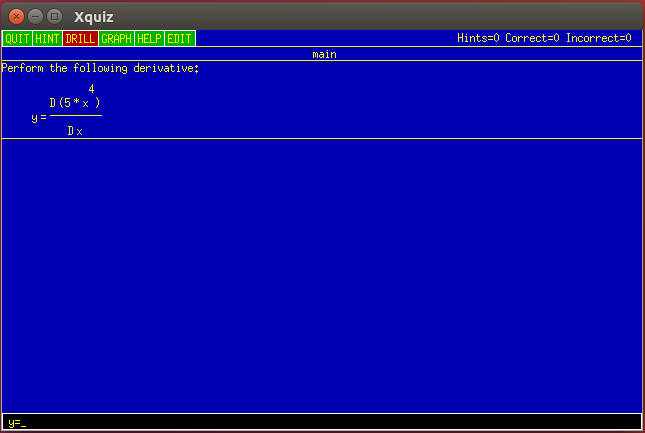 Xquiz
QUIT HINT DRILL GRAPH HELP EDIT Hints=0 Correct=0 Incorrect=0
main
Perform the following derivative:
4
D(5*x )
y=
Dx
y=_